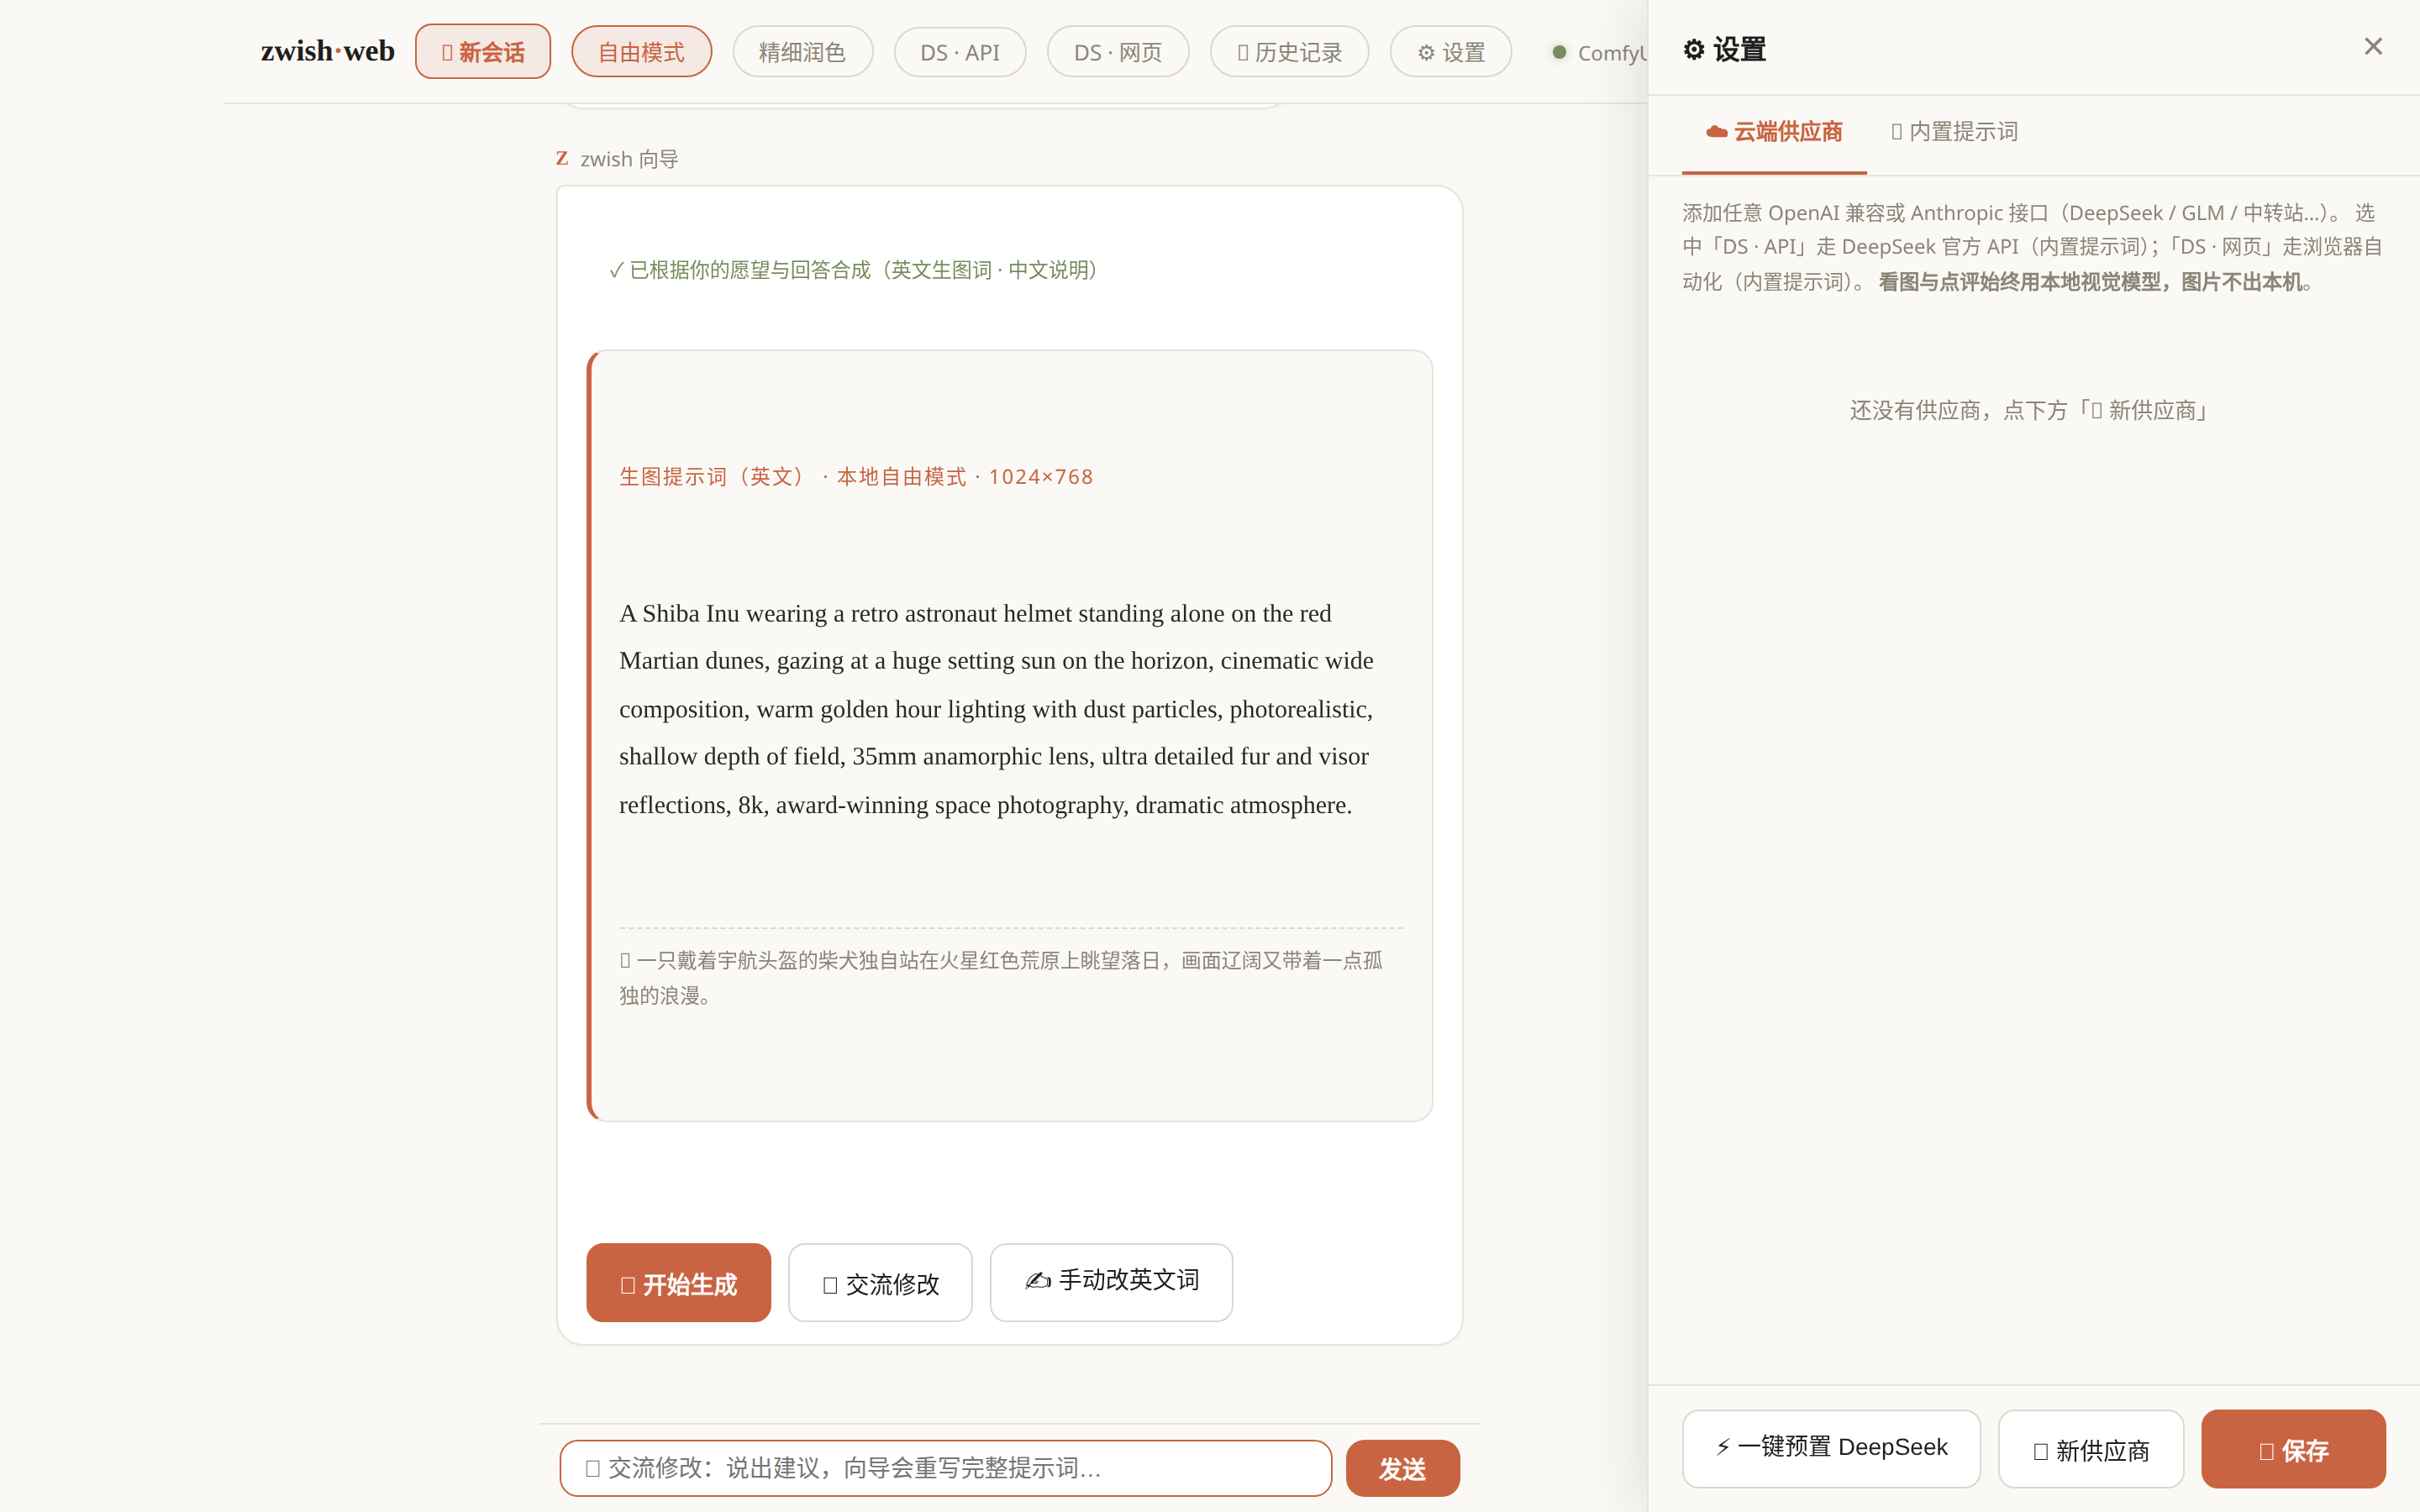 zwish·web
新会话
自由模式
精细润色
DS · API
DS · 网页
历史记录
⚙ 设置
ComfyU
Z zwish 向导
✓ 已根据你的愿望与回答合成（英文生图词 · 中文说明）
生图提示词（英文） · 本地自由模式 · 1024×768
A Shiba Inu wearing a retro astronaut helmet standing alone on the red
Martian dunes, gazing at a huge setting sun on the horizon, cinematic wide
composition, warm golden hour lighting with dust particles, photorealistic,
shallow depth of field, 35mm anamorphic lens, ultra detailed fur and visor
reflections, 8k, award-winning space photography, dramatic atmosphere.
一只戴着宇航头盔的柴犬独自站在火星红色荒原上眺望落日，画面辽阔又带着一点孤
独的浪漫。
开始生成
交流修改
✍ 手动改英文词
交流修改：说出建议，向导会重写完整提示词…
发送
⚙ 设置
✕
☁ 云端供应商
内置提示词
添加任意 OpenAI 兼容或 Anthropic 接口（DeepSeek / GLM / 中转站…）。 选
中「DS · API」走 DeepSeek 官方 API（内置提示词）；「DS · 网页」走浏览器自
动化（内置提示词）。 看图与点评始终用本地视觉模型，图片不出本机。
还没有供应商，点下方「 新供应商」
⚡ 一键预置 DeepSeek
新供应商
保存